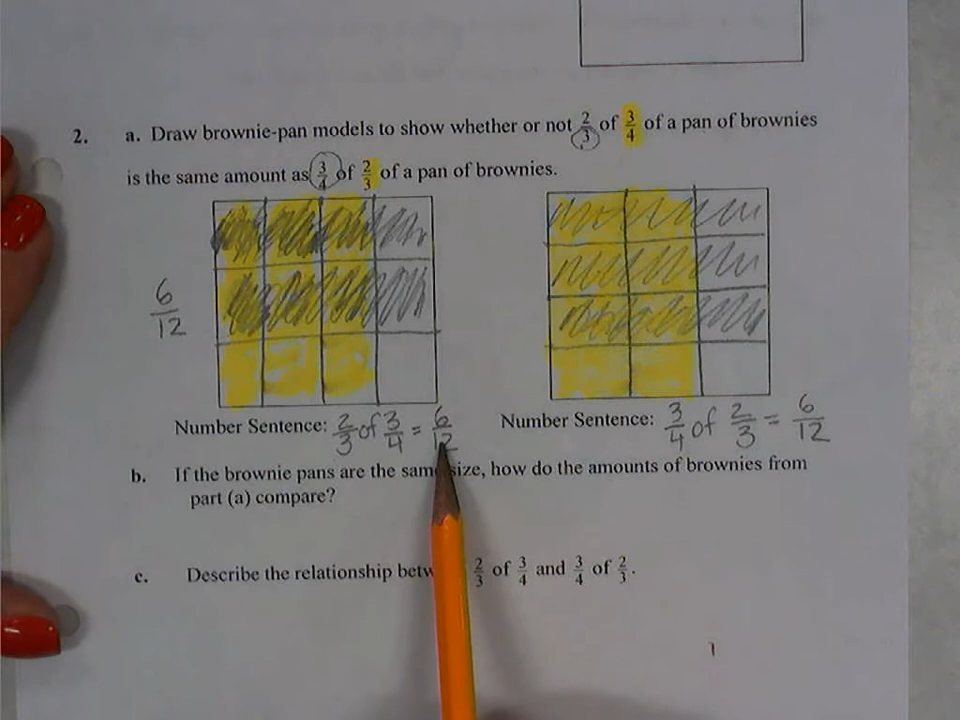 2. a. Draw brownie-pan models to show whether or not 2/3 of 3/4 of a pan of brownies
is the same amount as 3/4 of 2/3 of a pan of brownies.
6/12
Number Sentence: 2/3 of 3/4 = 6/12
Number Sentence: 3/4 of 2/3 = 6/12
b. If the brownie pans are the same size, how do the amounts of brownies from
part (a) compare?
c. Describe the relationship betw 2/3 of 3/4 and 3/4 of 2/3.
1